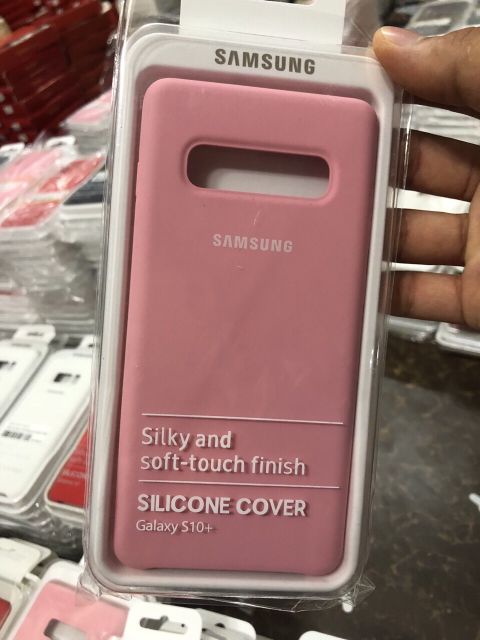 SAMSUNG
SAMSUNG
Silky and
soft-touch finish
SILICONE COVER
Galaxy S10+